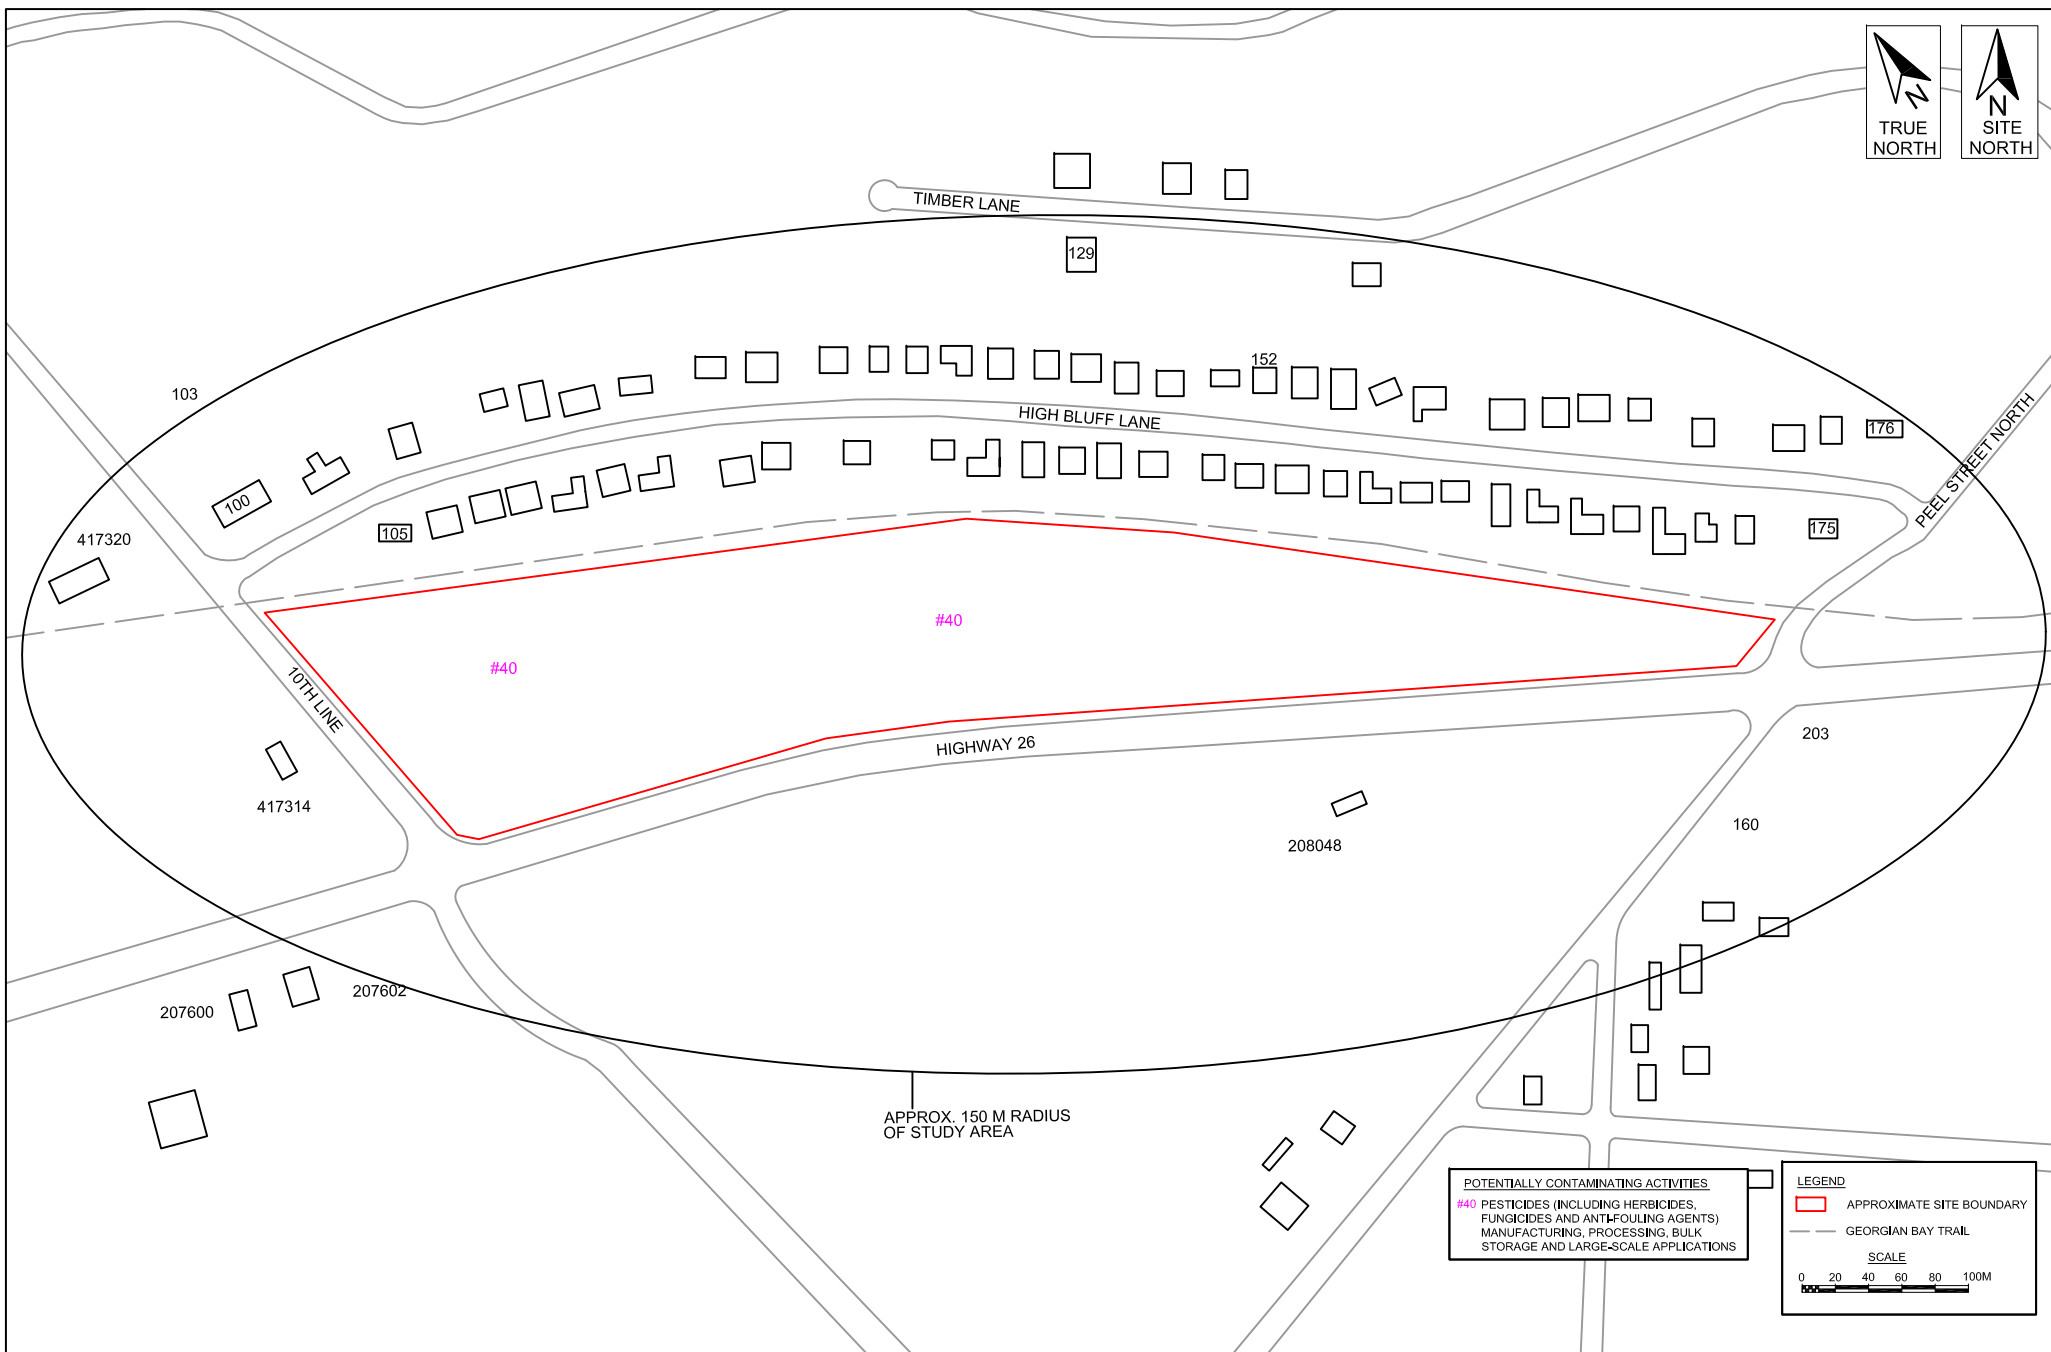 N
TRUE
NORTH
N
SITE
NORTH
TIMBER LANE
129
152
103
HIGH BLUFF LANE
176
PEEL STREET NORTH
100
105
175
417320
#40
#40
10TH LINE
HIGHWAY 26
203
417314
160
208048
207602
207600
APPROX. 150 M RADIUS
OF STUDY AREA
POTENTIALLY CONTAMINATING ACTIVITIES
#40 PESTICIDES (INCLUDING HERBICIDES,
FUNGICIDES AND ANTI-FOULING AGENTS)
MANUFACTURING, PROCESSING, BULK
STORAGE AND LARGE-SCALE APPLICATIONS
LEGEND
APPROXIMATE SITE BOUNDARY
GEORGIAN BAY TRAIL
SCALE
0 20 40 60 80 100M